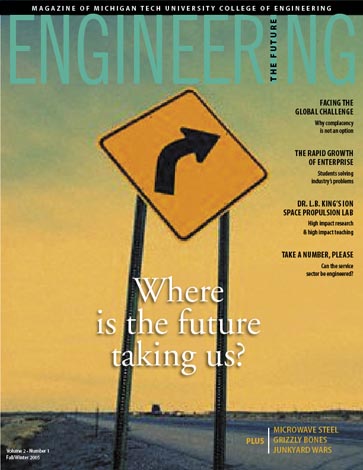 MAGAZINE OF MICHIGAN TECH UNIVERSITY COLLEGE OF ENGINEERING
ENGINEERING
THE FUTURE
FACING THE
GLOBAL CHALLENGE
Why complacency
is not an option
THE RAPID GROWTH
OF ENTERPRISE
Students solving
industry's problems
DR. L.B. KING'S ION
SPACE PROPULSION LAB
High impact research
& high impact teaching
TAKE A NUMBER, PLEASE
Can the service
sector be engineered?
Where
is the future
taking us?
PLUS
MICROWAVE STEEL
GRIZZLY BONES
JUNKYARD WARS
Volume 2 - Number 1
Fall/Winter 2005